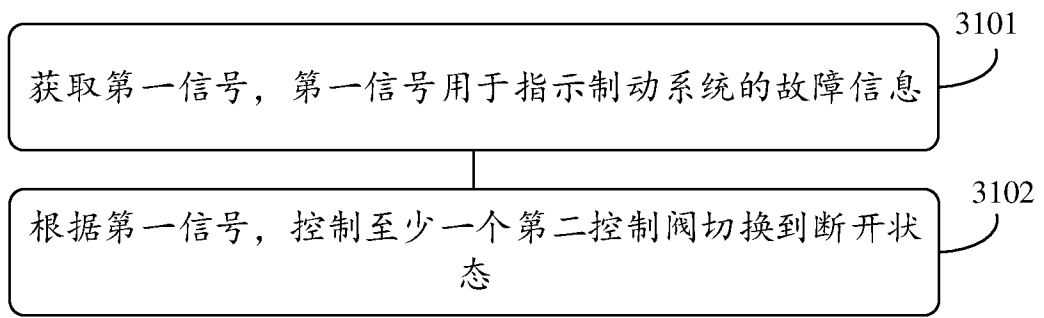 3101
获取第一信号，第一信号用于指示制动系统的故障信息
3102
根据第一信号，控制至少一个第二控制阀切换到断开状
态